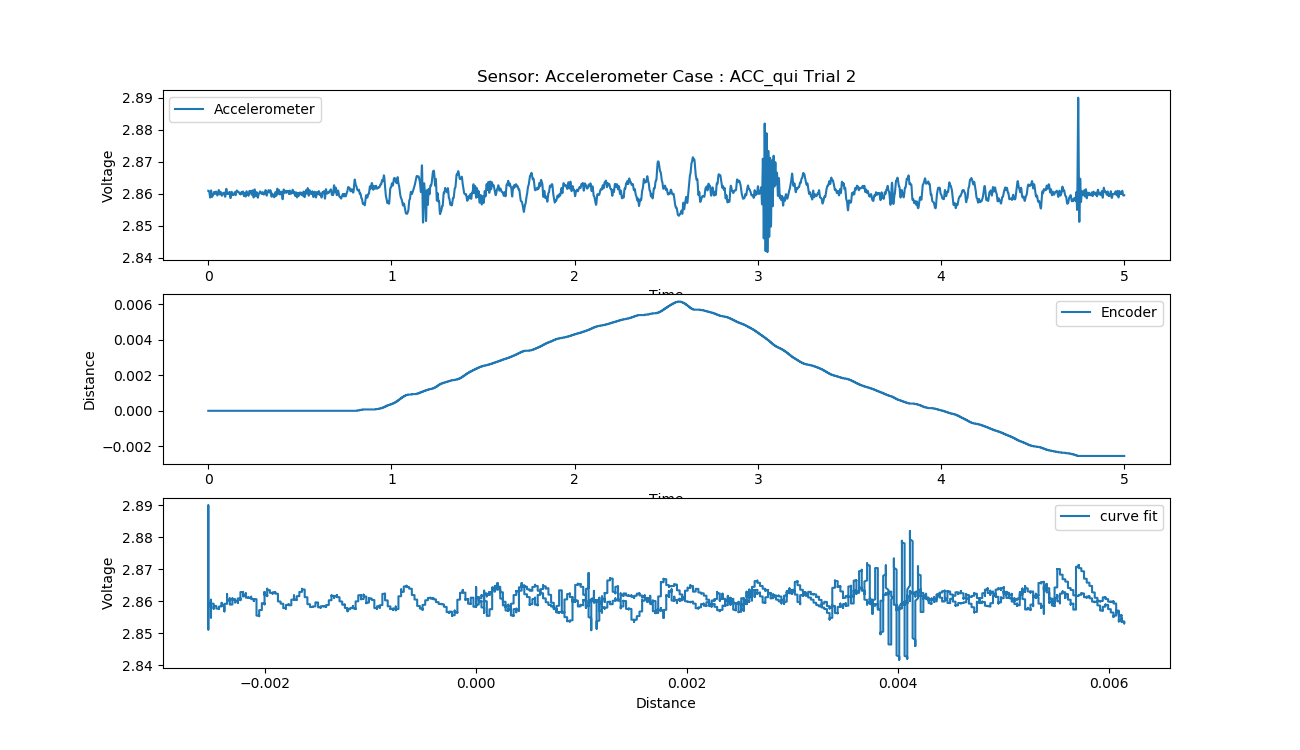 Sensor: Accelerometer Case : ACC_qui Trial 2
2.89
2.88
2.87
2.86
2.85
2.84
Voltage
Accelerometer
0 1 2 3 4 5
Time
0.006
0.004
0.002
0.000
−0.002
Distance
Encoder
0 1 2 3 4 5
Time
2.89
2.88
2.87
2.86
2.85
2.84
Voltage
curve fit
−0.002 0.000 0.002 0.004 0.006
Distance